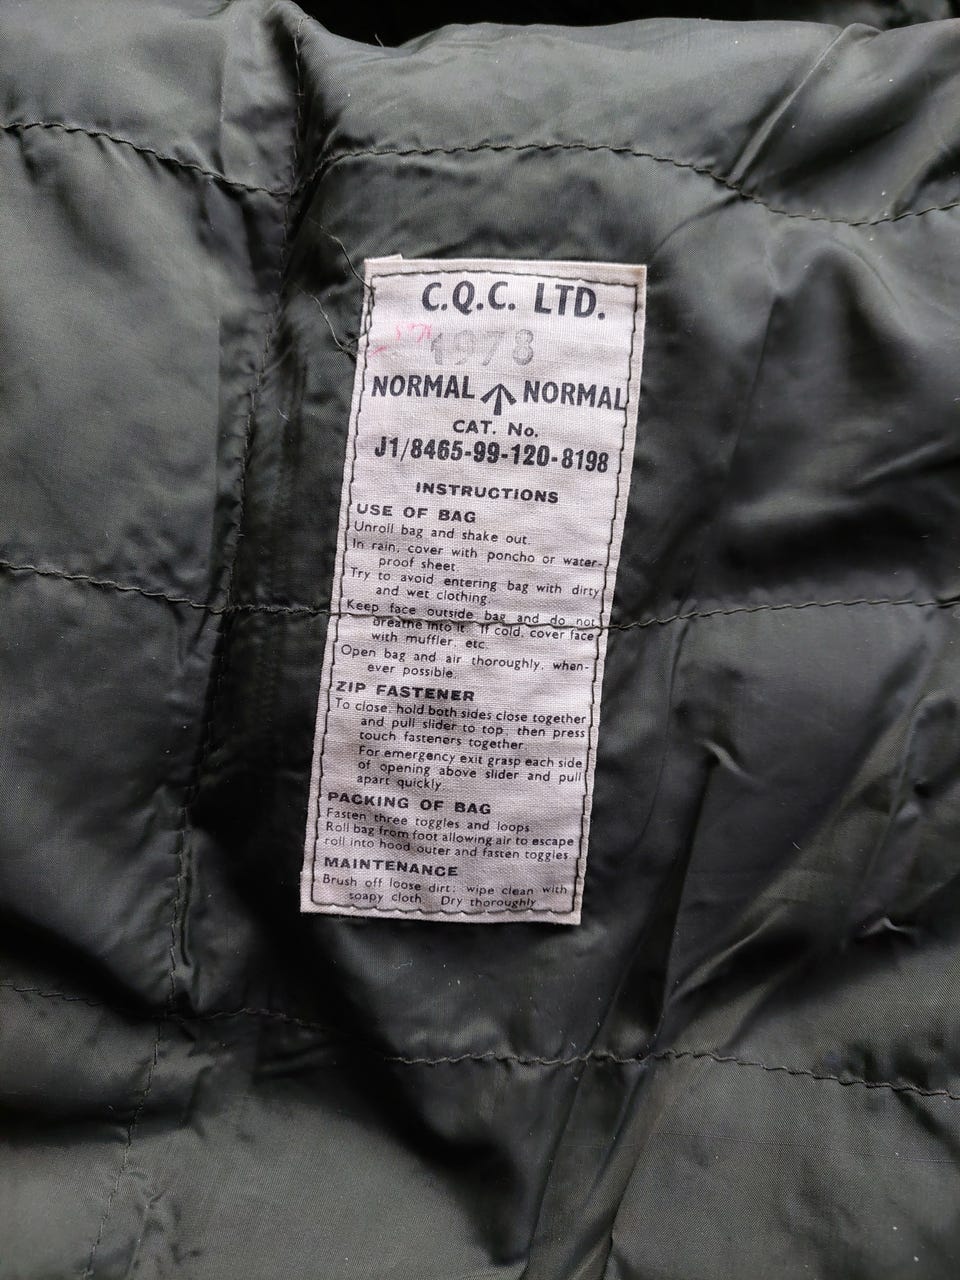 C.Q.C. LTD.
1978
NORMAL NORMAL
CAT. No.
J1/8465-99-120-8198
INSTRUCTIONS
USE OF BAG
Unroll bag and shake out.
In rain, cover with poncho or water-
proof sheet.
Try to avoid entering bag with dirty
and wet clothing.
Keep face outside bag and do not
breathe into it. If cold, cover face
with muffler, etc.
Open bag and air thoroughly, when-
ever possible.
ZIP FASTENER
To close, hold both sides close together
and pull slider to top, then press
touch fasteners together
For emergency exit grasp each side
of opening above slider and pull
apart quickly
PACKING OF BAG
Fasten three toggles and loops
Roll bag from foot allowing air to escape
roll into hood outer and fasten toggles
MAINTENANCE
Brush off loose dirt; wipe clean with
soapy cloth. Dry thoroughly